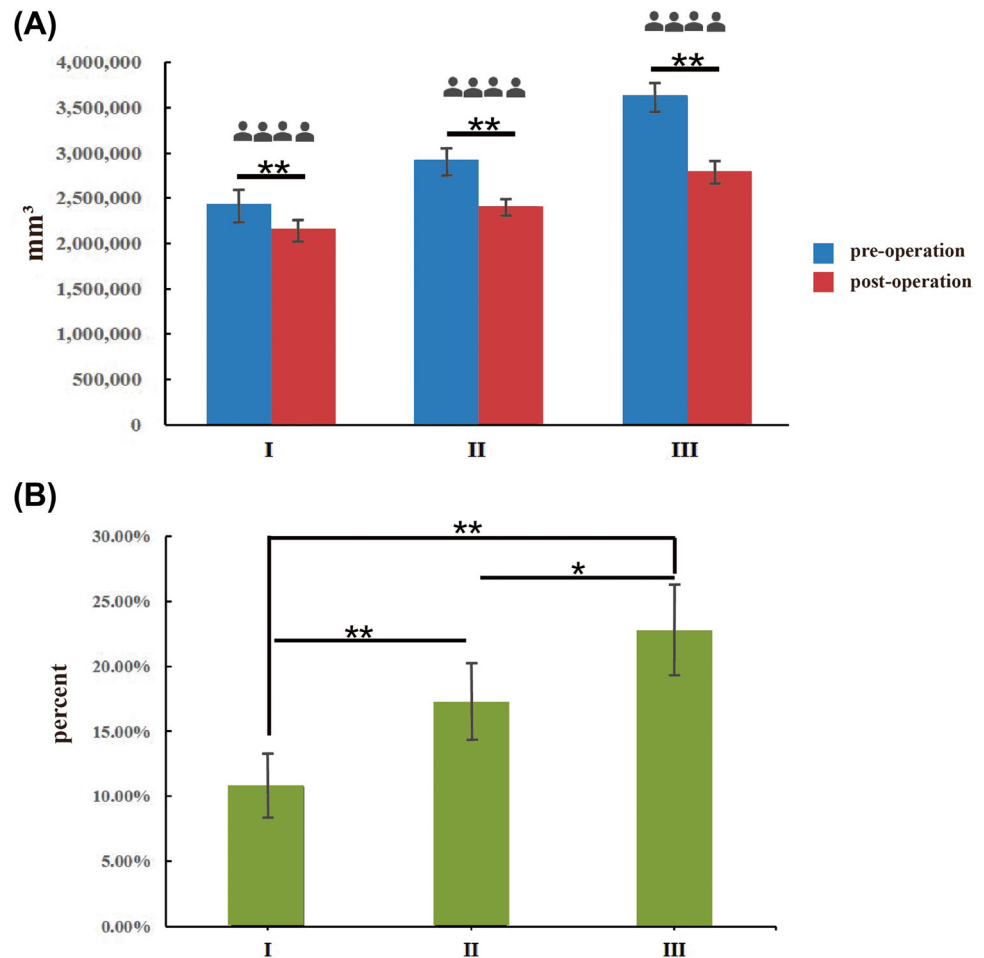 (A)
4,000,000
3,500,000
3,000,000
2,500,000
2,000,000
1,500,000
1,000,000
500,000
0
mm³
**
**
**
I
II
III
pre-operation
post-operation
(B)
30.00%
25.00%
20.00%
15.00%
10.00%
5.00%
0.00%
percent
**
*
**
I
II
III